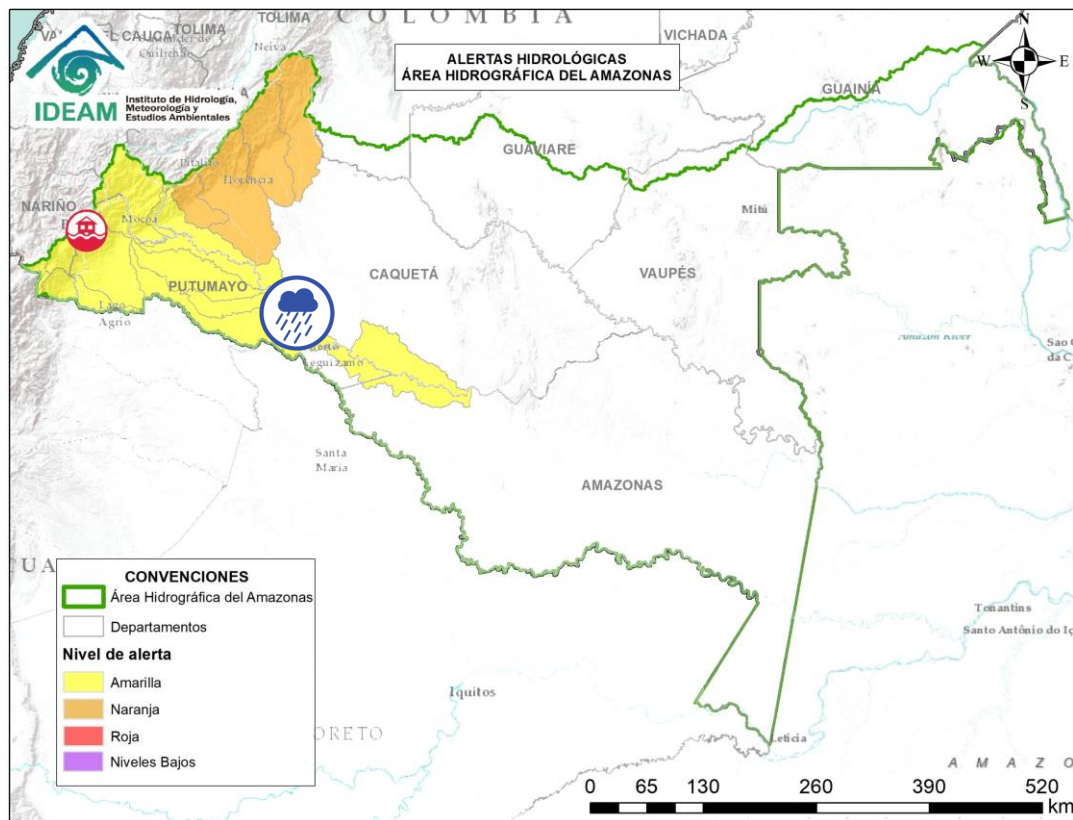 COLOMBIA
TOLIMA
TOLIMA
CAUCA
Neiva
VICHADA
ALERTAS HIDROLÓGICAS
ÁREA HIDROGRÁFICA DEL AMAZONAS
N
W
E
S
IDEAM
Instituto de Hidrología,
Meteorología y
Estudios Ambientales
GUAINÍA
GUAVIARE
Pitalito
Florencia
NARIÑO
Mocoa
Mitú
CAQUETÁ
VAUPÉS
PUTUMAYO
Lago
Agrio
Santa
Maria
AMAZONAS
CONVENCIONES
Área Hidrográfica del Amazonas
Departamentos
Nivel de alerta
Amarilla
Naranja
Roja
Niveles Bajos
Tonantins
Santo Antônio do Iç
Iquitos
ORETO
Leticia
AMAZO
0 65 130 260 390 520
km